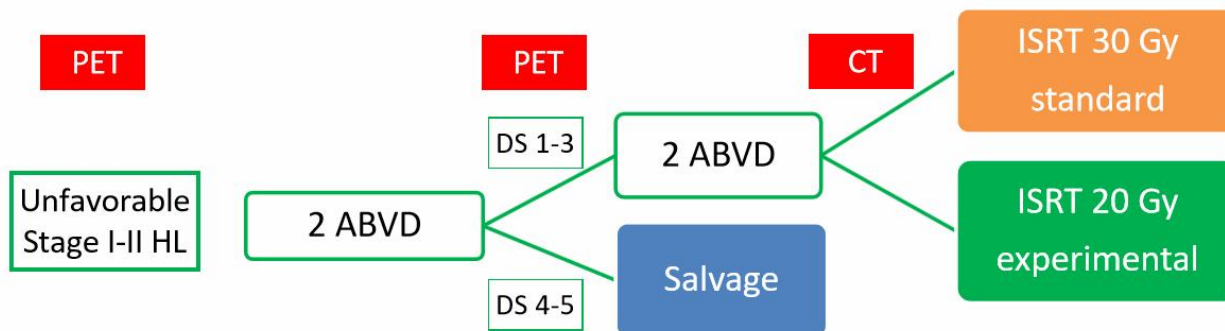 PET
PET
CT
Unfavorable
Stage I-II HL
2 ABVD
DS 1-3
DS 4-5
2 ABVD
Salvage
ISRT 30 Gy
standard
ISRT 20 Gy
experimental